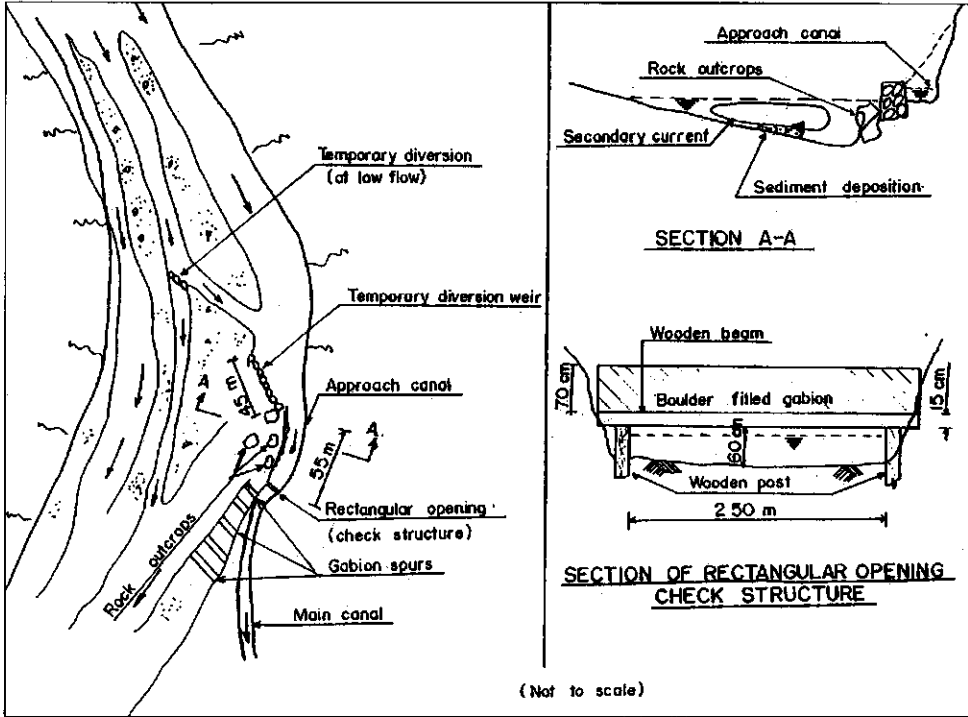 Temporary diversion
(at low flow)
Temporary diversion weir
A
45 m
Approach canal
A
55 m
Rectangular opening
(check structure)
Rock outcrops
Gabion spurs
Main canal
Approach canal
Rock outcrops
Secondary current
Sediment deposition
SECTION A-A
Wooden beam
70 cm
Boulder filled gabion
15 cm
60 cm
Wooden post
2.50 m
SECTION OF RECTANGULAR OPENING
CHECK STRUCTURE
(Not to scale)